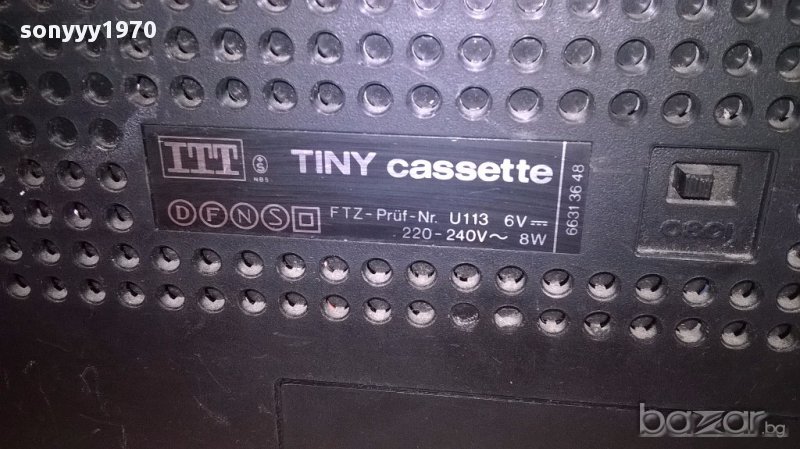 sonyyy1970
ITT
S
TINY cassette
D F N S
FTZ-Prüf-Nr. U113 6V
220-240V~ 8W
6631 36 48
bazar.bg